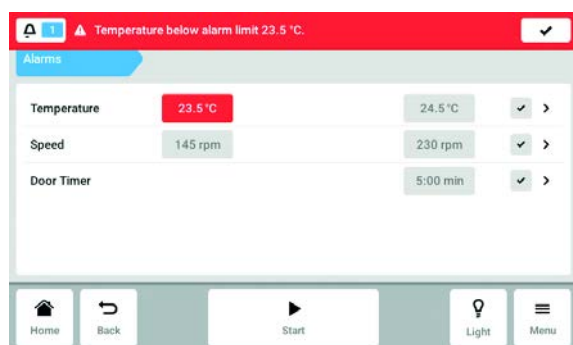 1 Temperature below alarm limit 23.5 °C.
Alarms
Temperature 23.5 °C 24.5 °C
Speed 145 rpm 230 rpm
Door Timer 5:00 min
Home Back Start Light Menu